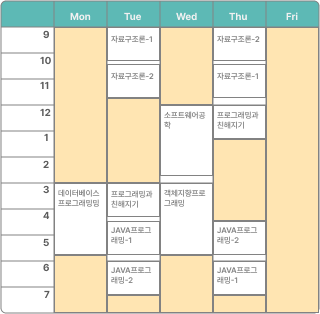 Mon Tue Wed Thu Fri
9
자료구조론-1
자료구조론-2
10
자료구조론-2
자료구조론-1
11
12
소프트웨어공
학
프로그래밍과
친해지기
1
2
3
데이터베이스
프로그래밍밍
프로그래밍과
친해지기
객체지향프로
그래밍
4
JAVA프로그
래밍-1
JAVA프로그
래밍-2
5
6
JAVA프로그
래밍-2
JAVA프로그
래밍-1
7